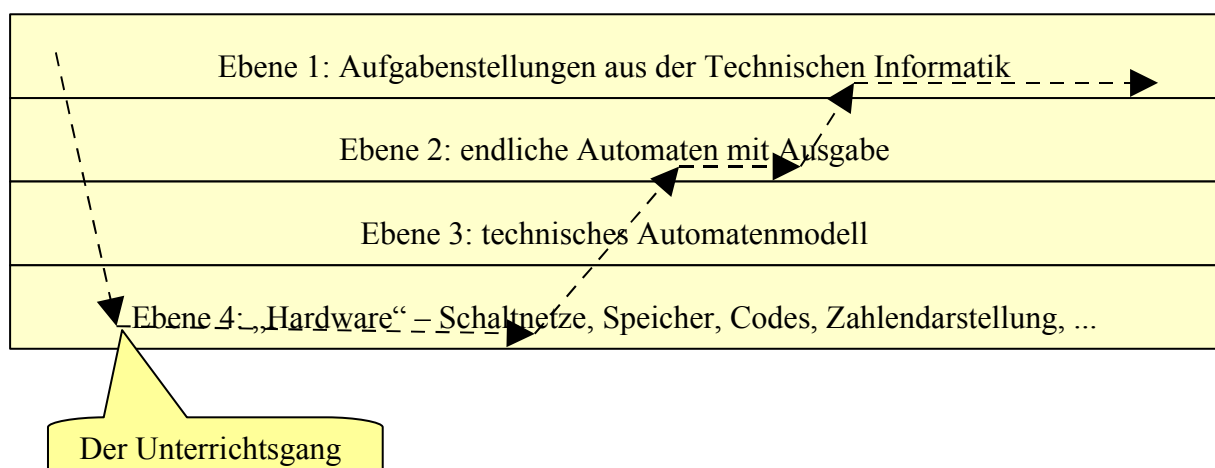 Ebene 1: Aufgabenstellungen aus der Technischen Informatik
Ebene 2: endliche Automaten mit Ausgabe
Ebene 3: technisches Automatenmodell
Ebene 4: „Hardware“ – Schaltnetze, Speicher, Codes, Zahlendarstellung, ...
Der Unterrichtsgang